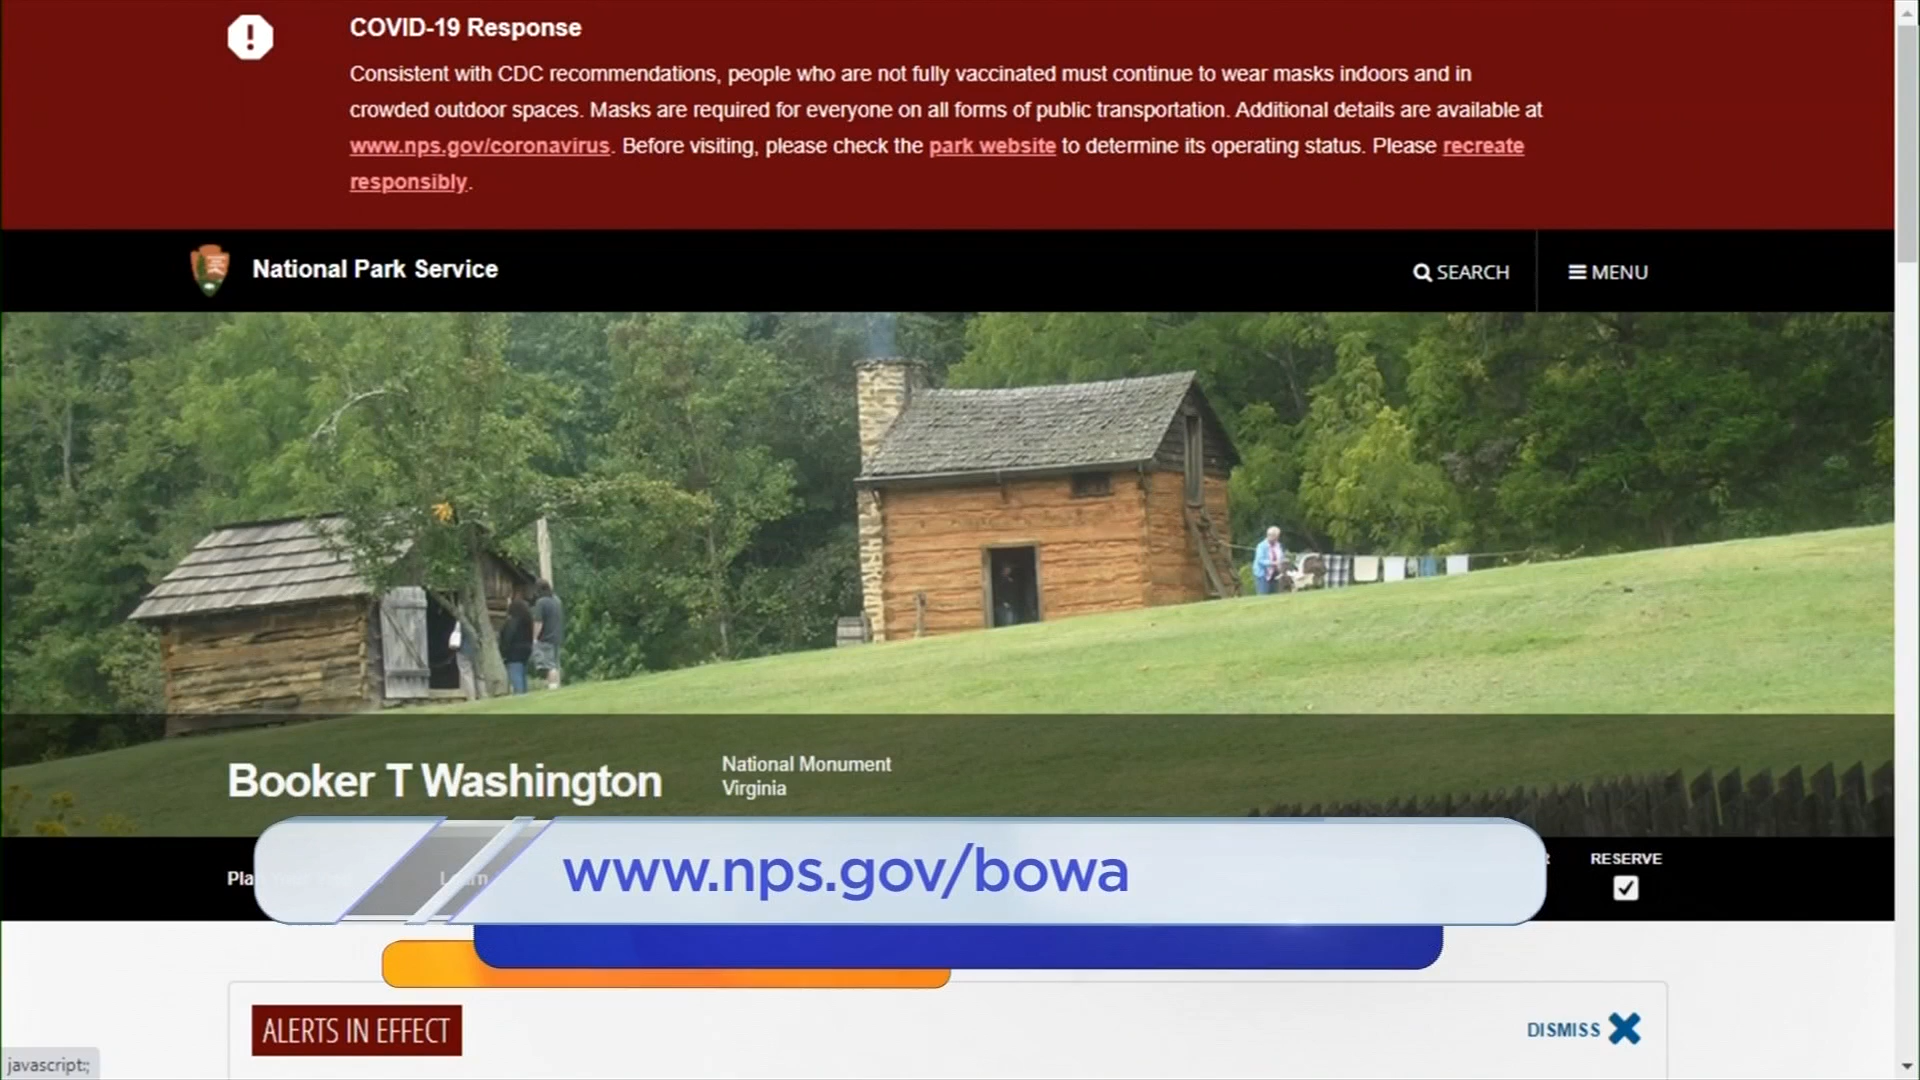 COVID-19 Response
Consistent with CDC recommendations, people who are not fully vaccinated must continue to wear masks indoors and in
crowded outdoor spaces. Masks are required for everyone on all forms of public transportation. Additional details are available at
www.nps.gov/coronavirus. Before visiting, please check the park website to determine its operating status. Please recreate
responsibly.
National Park Service
SEARCH
MENU
Booker T Washington
National Monument
Virginia
RESERVE
www.nps.gov/bowa
ALERTS IN EFFECT
DISMISS
javascript:;